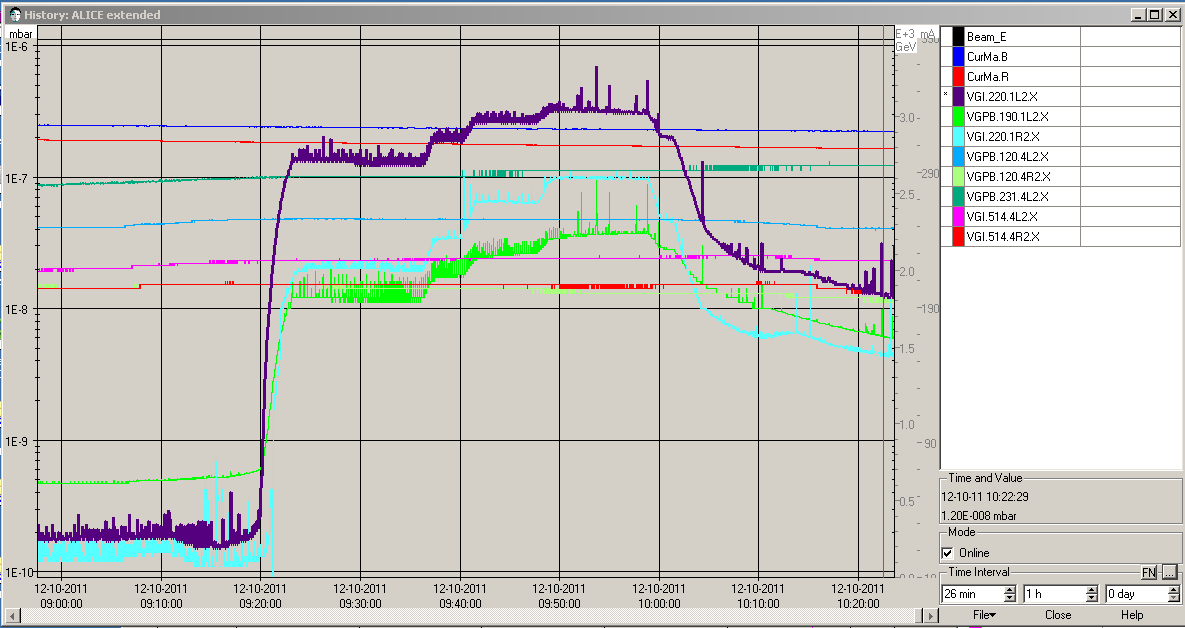 History: ALICE extended
mbar
1E-6
1E-7
1E-8
1E-9
1E-10
E+3 mA
GeV
3.0
290
2.5
2.0
190
1.5
1.0
90
0.5
12-10-2011 12-10-2011 12-10-2011 12-10-2011 12-10-2011 12-10-2011 12-10-2011 12-10-2011 12-10-2011
09:00:00 09:10:00 09:20:00 09:30:00 09:40:00 09:50:00 10:00:00 10:10:00 10:20:00
Beam_E
CurMa.B
CurMa.R
* VGI.220.1L2.X
VGPB.190.1L2.X
VGI.220.1R2.X
VGPB.120.4L2.X
VGPB.120.4R2.X
VGPB.231.4L2.X
VGI.514.4L2.X
VGI.514.4R2.X
Time and Value
12-10-11 10:22:29
1.20E-008 mbar
Mode
Online
Time Interval FN ...
26 min 1 h 0 day
File Close Help